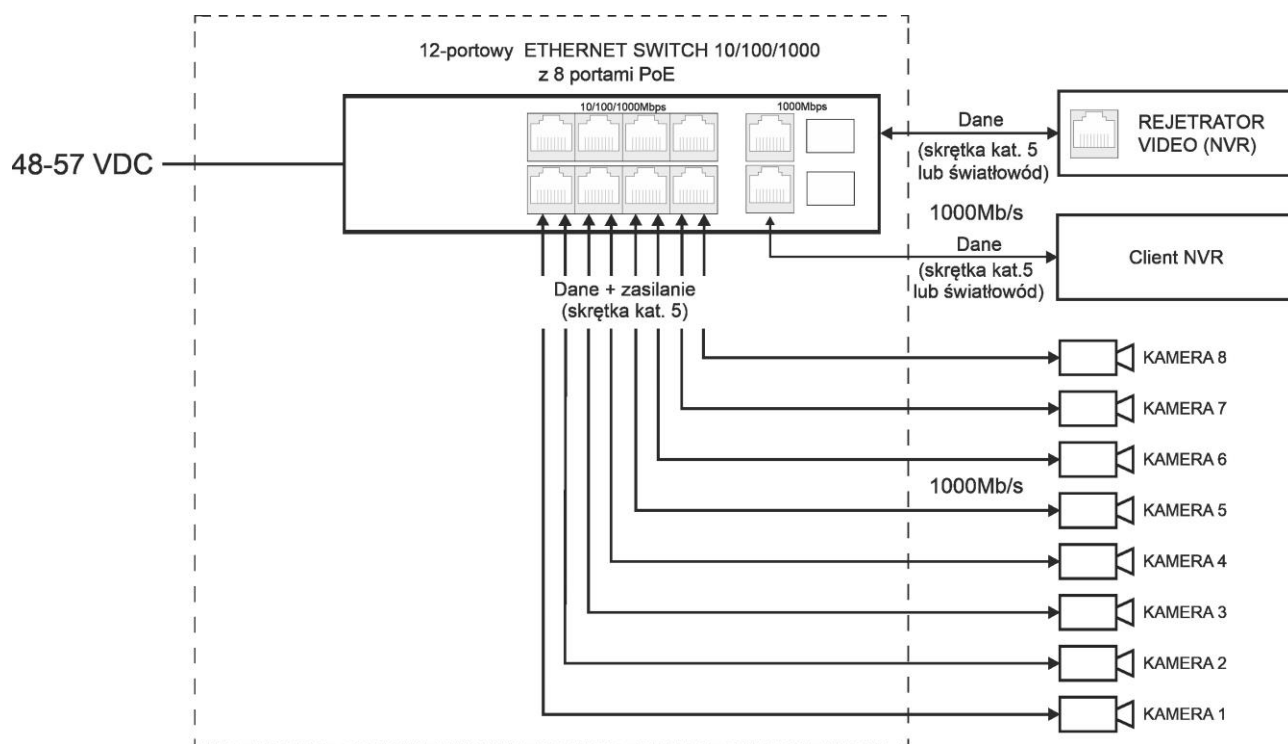 12-portowy ETHERNET SWITCH 10/100/1000
z 8 portami PoE
10/100/1000Mbps
1000Mbps
48-57 VDC
Dane
(skrętka kat. 5
lub światłowód)
REJETRATOR
VIDEO (NVR)
1000Mb/s
Dane
(skrętka kat.5
lub światłowód)
Client NVR
Dane + zasilanie
(skrętka kat. 5)
KAMERA 8
KAMERA 7
KAMERA 6
1000Mb/s
KAMERA 5
KAMERA 4
KAMERA 3
KAMERA 2
KAMERA 1